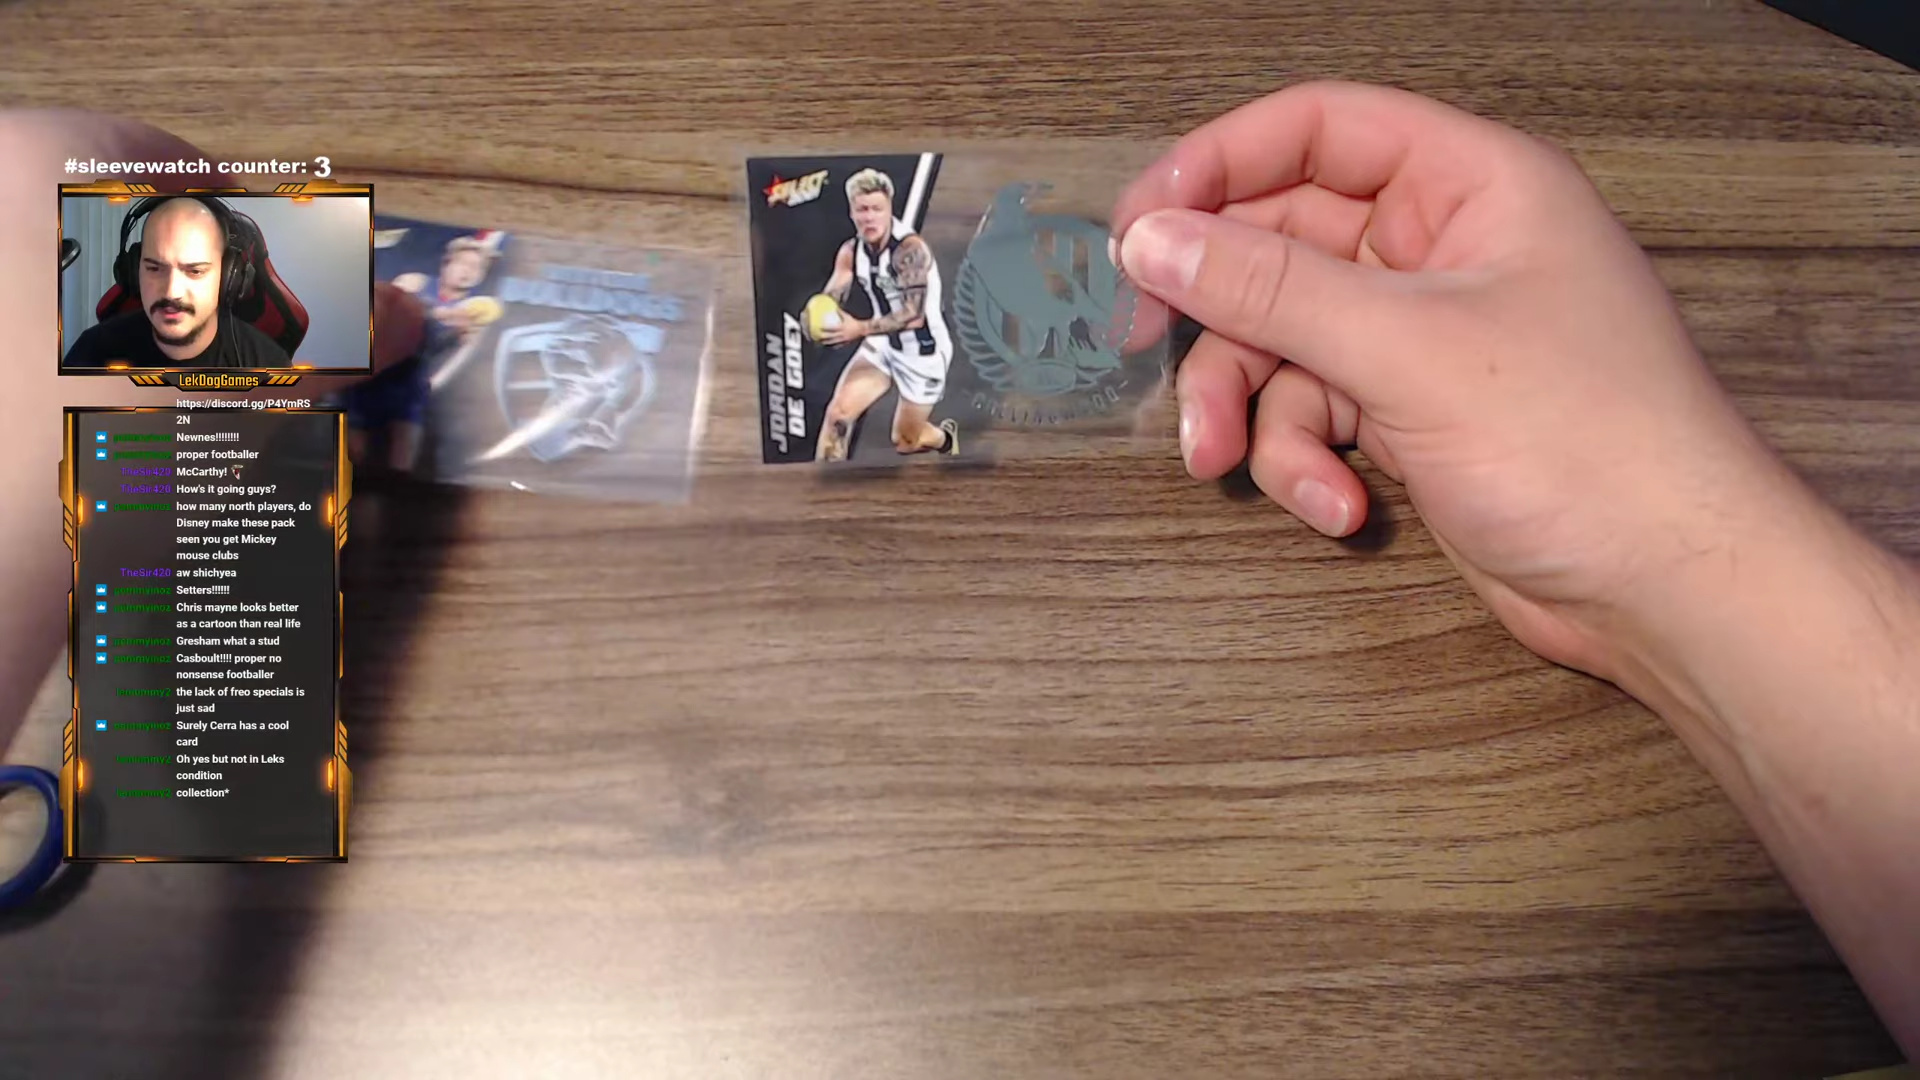 #sleevewatch counter: 3
LekDogGames
https://discord.gg/P4YmRS
2N
Newnes!!!!!!!!
proper footballer
TheSir420 McCarthy!
TheSir420 How's it going guys?
how many north players, do
Disney make these pack
seen you get Mickey
mouse clubs
TheSir420 aw shichyea
Setters!!!!!!
Chris mayne looks better
as a cartoon than real life
Gresham what a stud
Casboult!!!! proper no
nonsense footballer
the lack of freo specials is
just sad
Surely Cerra has a cool
card
Oh yes but not in Leks
condition
collection*
BULLDOGS
SELECT
JORDAN
DE GOEY
COLLINGWOOD